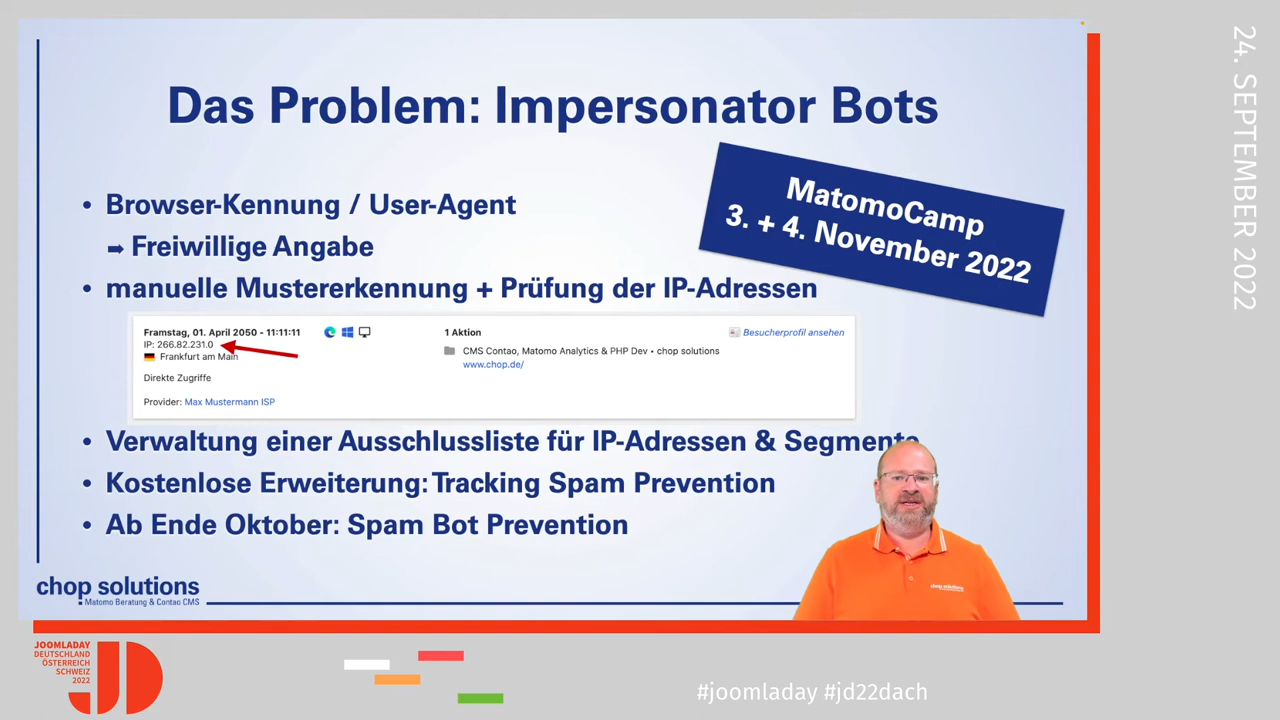 Das Problem: Impersonator Bots
MatomoCamp
3. + 4. November 2022
• Browser-Kennung / User-Agent
➡ Freiwillige Angabe
• manuelle Mustererkennung + Prüfung der IP-Adressen
Framstag, 01. April 2050 - 11:11:11
IP: 266.82.231.0
Frankfurt am Main
Direkte Zugriffe
Provider: Max Mustermann ISP
1 Aktion
CMS Contao, Matomo Analytics & PHP Dev • chop solutions
www.chop.de/
Besucherprofil ansehen
• Verwaltung einer Ausschlussliste für IP-Adressen & Segmente
• Kostenlose Erweiterung: Tracking Spam Prevention
• Ab Ende Oktober: Spam Bot Prevention
chop solutions
Matomo Beratung & Contao CMS
chop solutions
24. SEPTEMBER 2022
JOOMLADAY
DEUTSCHLAND
ÖSTERREICH
SCHWEIZ
2022
JD
#joomladay #jd22dach